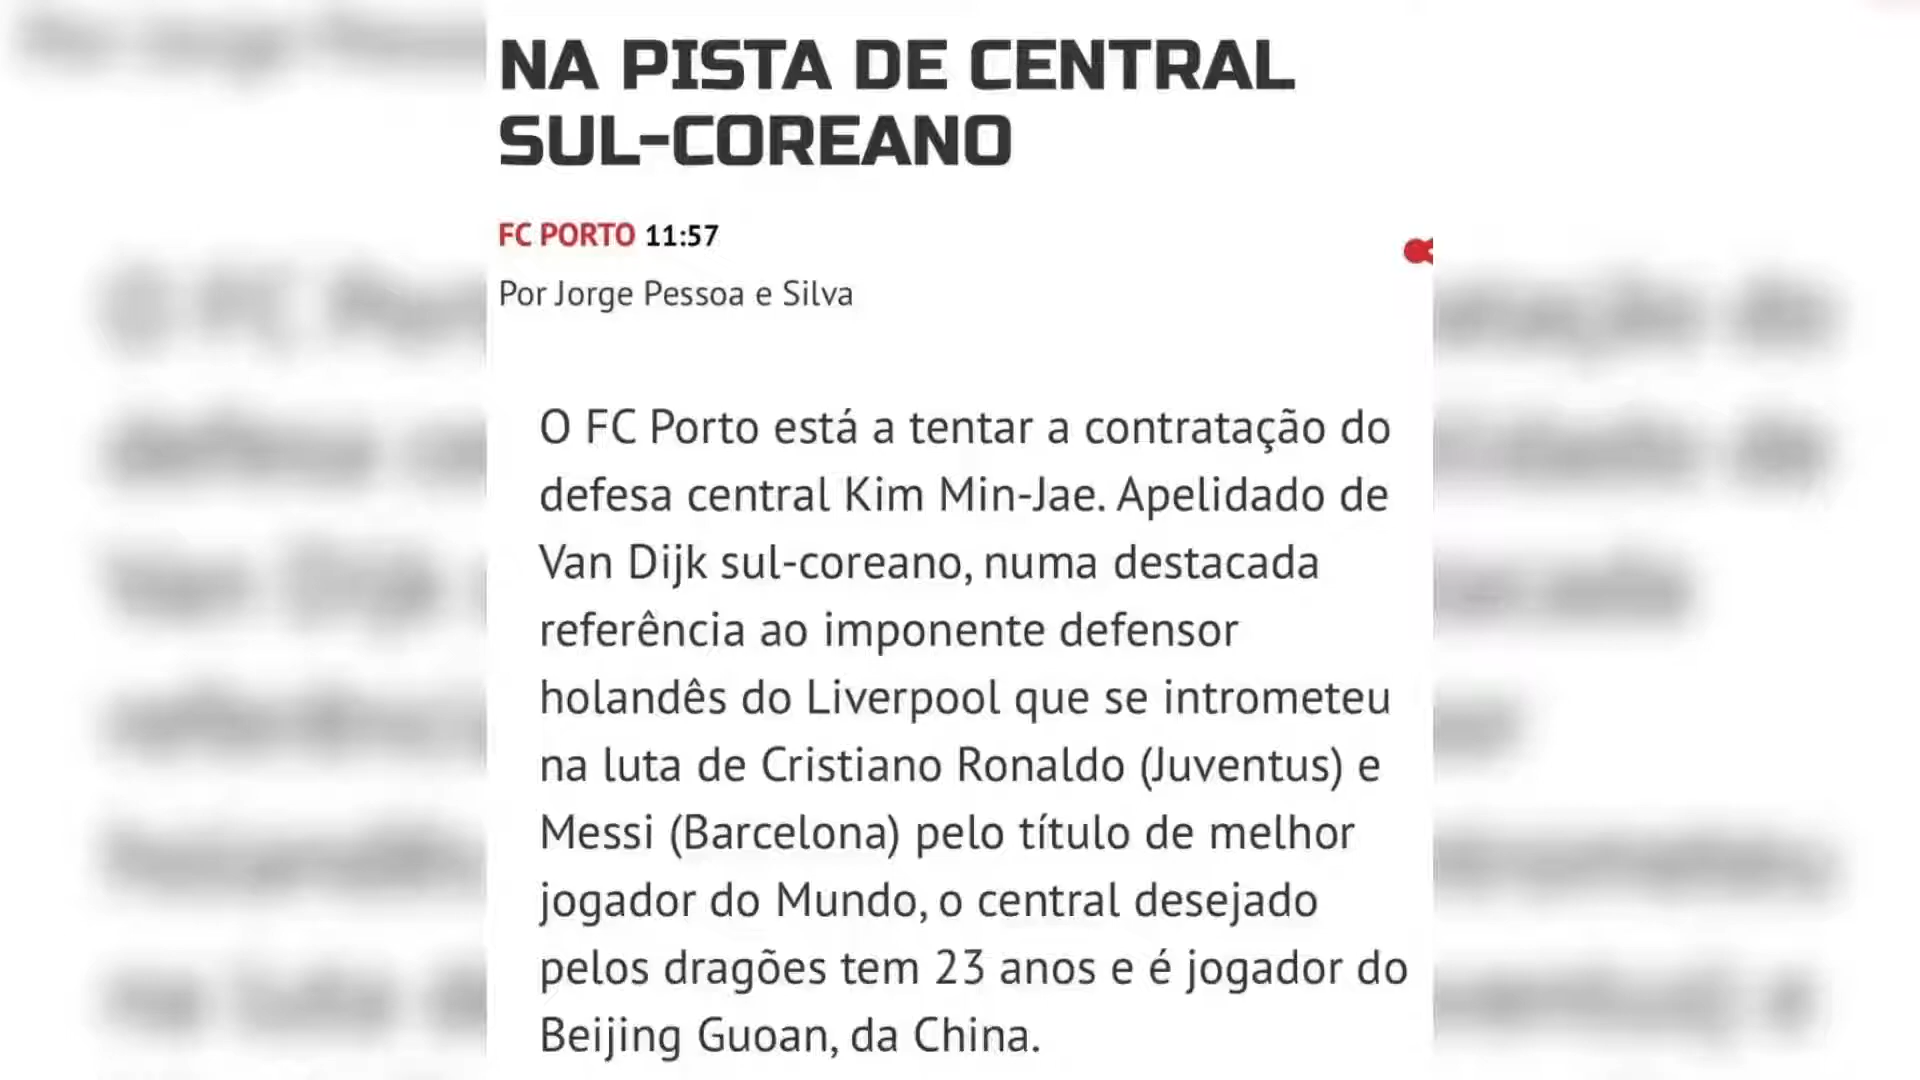 NA PISTA DE CENTRAL
SUL-COREANO
FC PORTO 11:57
Por Jorge Pessoa e Silva
O FC Porto está a tentar a contratação do
defesa central Kim Min-Jae. Apelidado de
Van Dijk sul-coreano, numa destacada
referência ao imponente defensor
holandês do Liverpool que se intrometeu
na luta de Cristiano Ronaldo (Juventus) e
Messi (Barcelona) pelo título de melhor
jogador do Mundo, o central desejado
pelos dragões tem 23 anos e é jogador do
Beijing Guoan, da China.